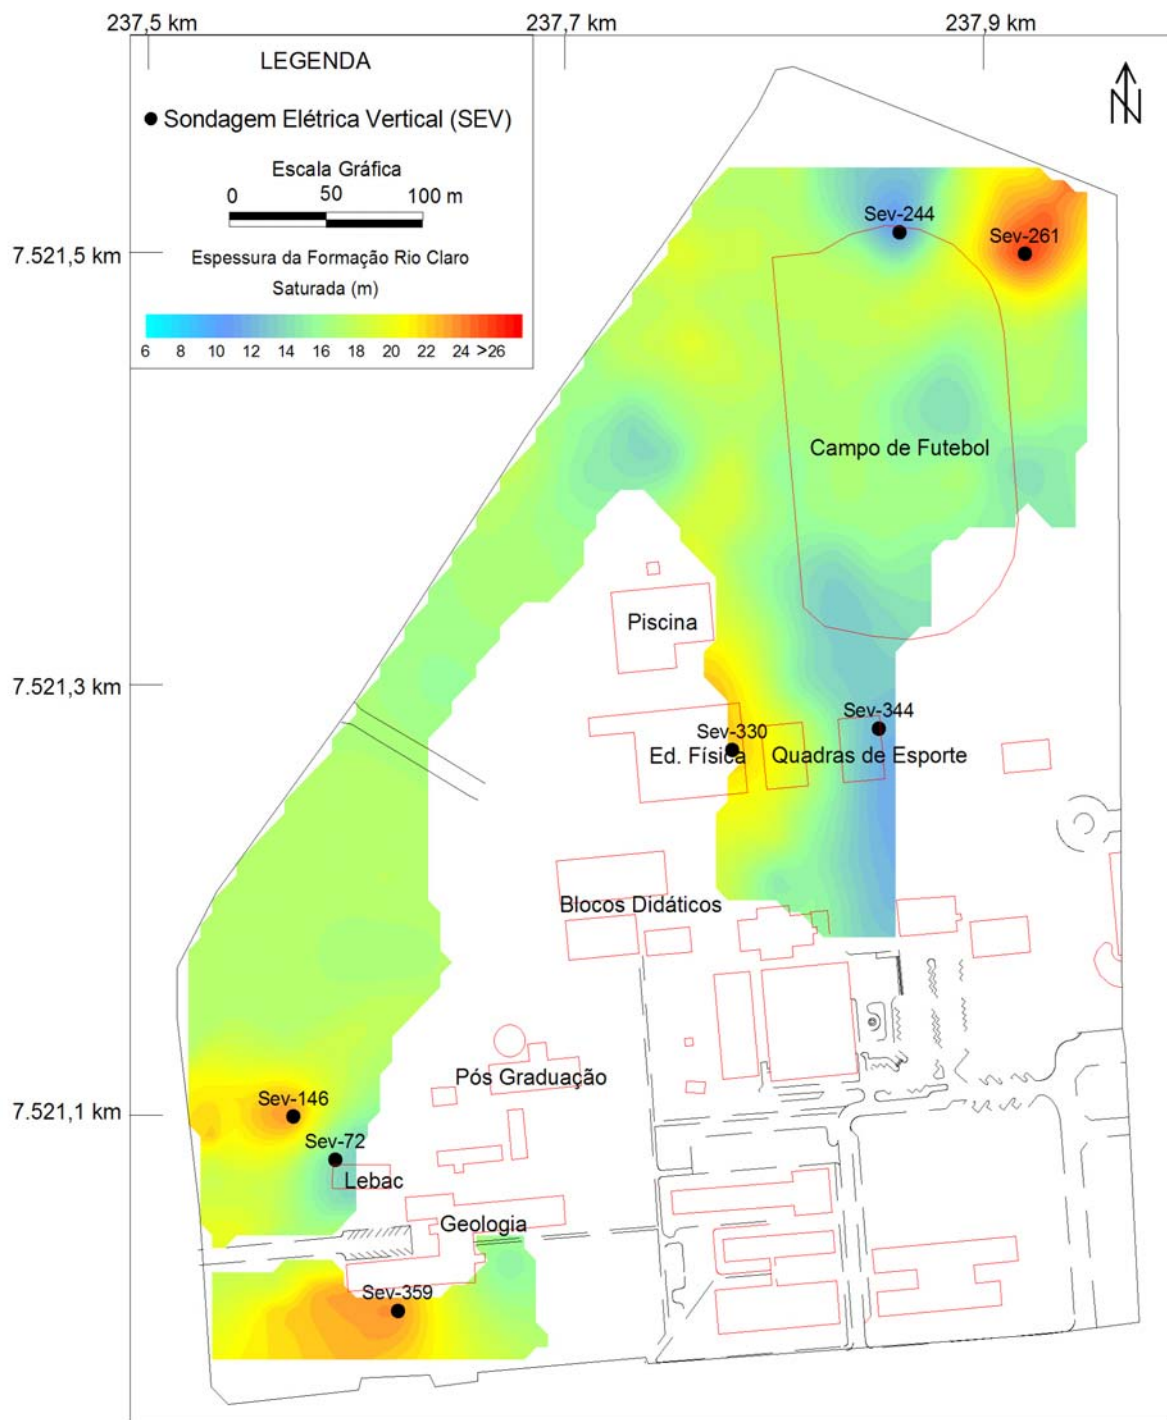 237,5 km
237,7 km
237,9 km
LEGENDA
N
Sondagem Elétrica Vertical (SEV)
Escala Gráfica
0 50 100 m
Espessura da Formação Rio Claro
Saturada (m)
6 8 10 12 14 16 18 20 22 24 >26
7.521,5 km
Sev-244
Sev-261
Campo de Futebol
Piscina
7.521,3 km
Sev-344
Sev-330
Ed. Física
Quadras de Esporte
Blocos Didáticos
Pós Graduação
7.521,1 km
Sev-146
Sev-72
Lebac
Geologia
Sev-359